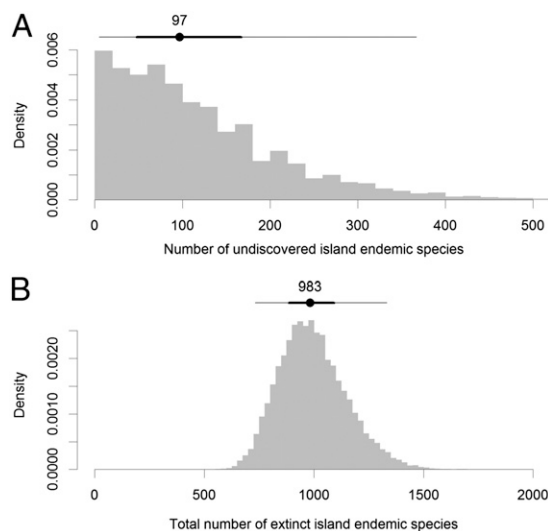 A
97
0.006
0.004
0.002
0.000
Density
0 100 200 300 400 500
Number of undiscovered island endemic species
B
983
0.0020
0.0010
0.0000
Density
0 500 1000 1500 2000
Total number of extinct island endemic species